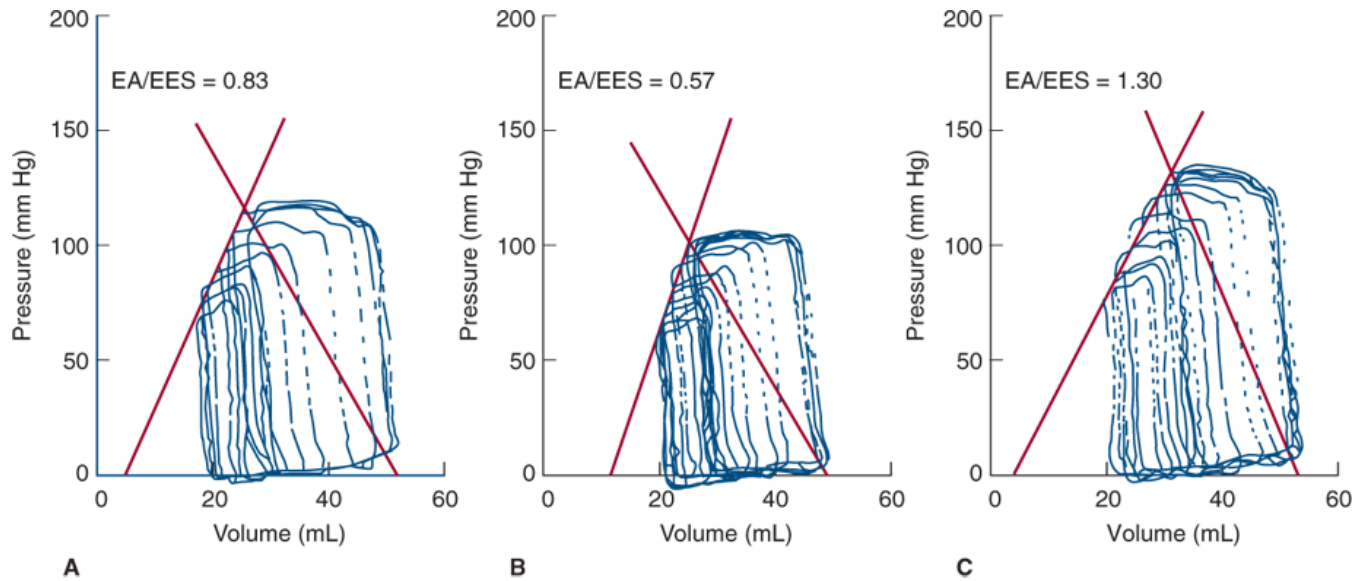 200
EA/EES = 0.83
150
100
50
0
Pressure (mm Hg)
0 20 40 60
Volume (mL)
A
200
EA/EES = 0.57
150
100
50
0
Pressure (mm Hg)
0 20 40 60
Volume (mL)
B
200
EA/EES = 1.30
150
100
50
0
Pressure (mm Hg)
0 20 40 60
Volume (mL)
C